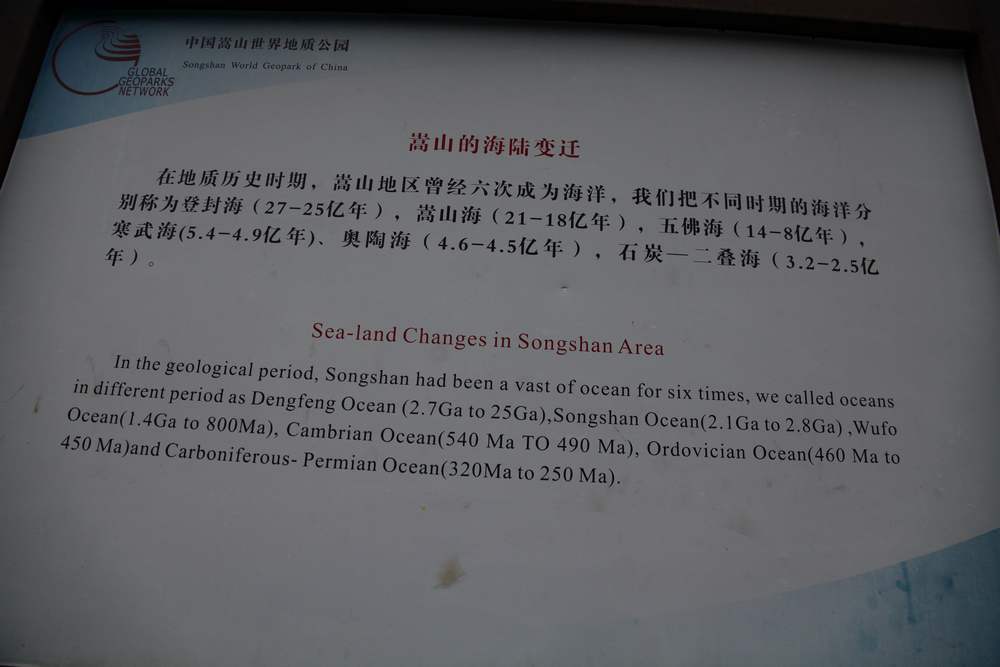 GLOBAL
GEOPARKS
NETWORK
中国嵩山世界地质公园
Songshan World Geopark of China
嵩山的海陆变迁
在地质历史时期，嵩山地区曾经六次成为海洋，我们把不同时期的海洋分
别称为登封海（27-25亿年），嵩山海（21-18亿年），五佛海（14-8亿年），
寒武海(5.4-4.9亿年)、奥陶海（4.6-4.5亿年），石炭—二叠海（3.2-2.5亿
年）。
Sea-land Changes in Songshan Area
In the geological period, Songshan had been a vast of ocean for six times, we called oceans
in different period as Dengfeng Ocean (2.7Ga to 25Ga),Songshan Ocean(2.1Ga to 2.8Ga) ,Wufo
Ocean(1.4Ga to 800Ma), Cambrian Ocean(540 Ma TO 490 Ma), Ordovician Ocean(460 Ma to
450 Ma)and Carboniferous- Permian Ocean(320Ma to 250 Ma).